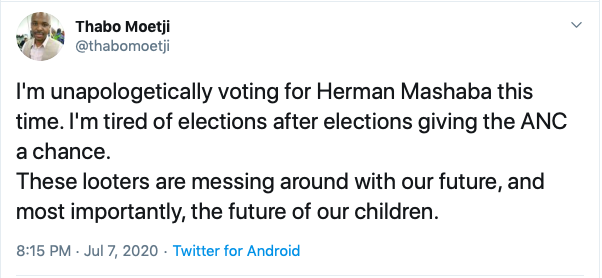 Thabo Moetji
@thabomoetji
I'm unapologetically voting for Herman Mashaba this
time. I'm tired of elections after elections giving the ANC
a chance.
These looters are messing around with our future, and
most importantly, the future of our children.
8:15 PM · Jul 7, 2020 · Twitter for Android